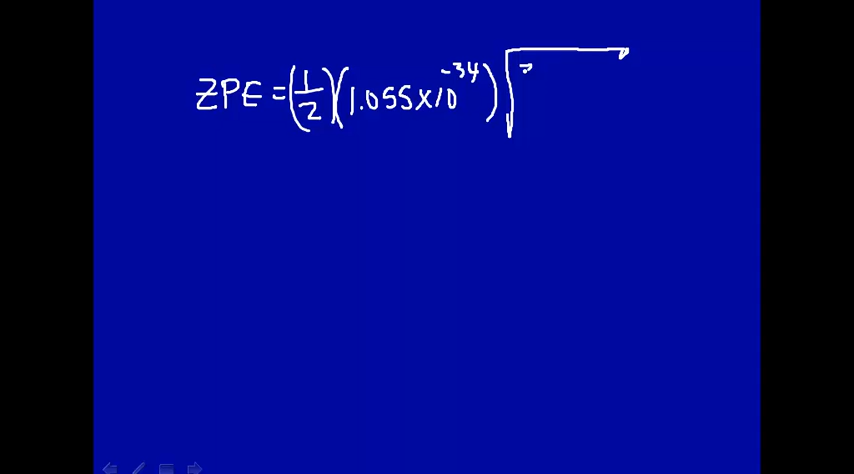 ZPE = (1/2)(1.055x10^-34)√